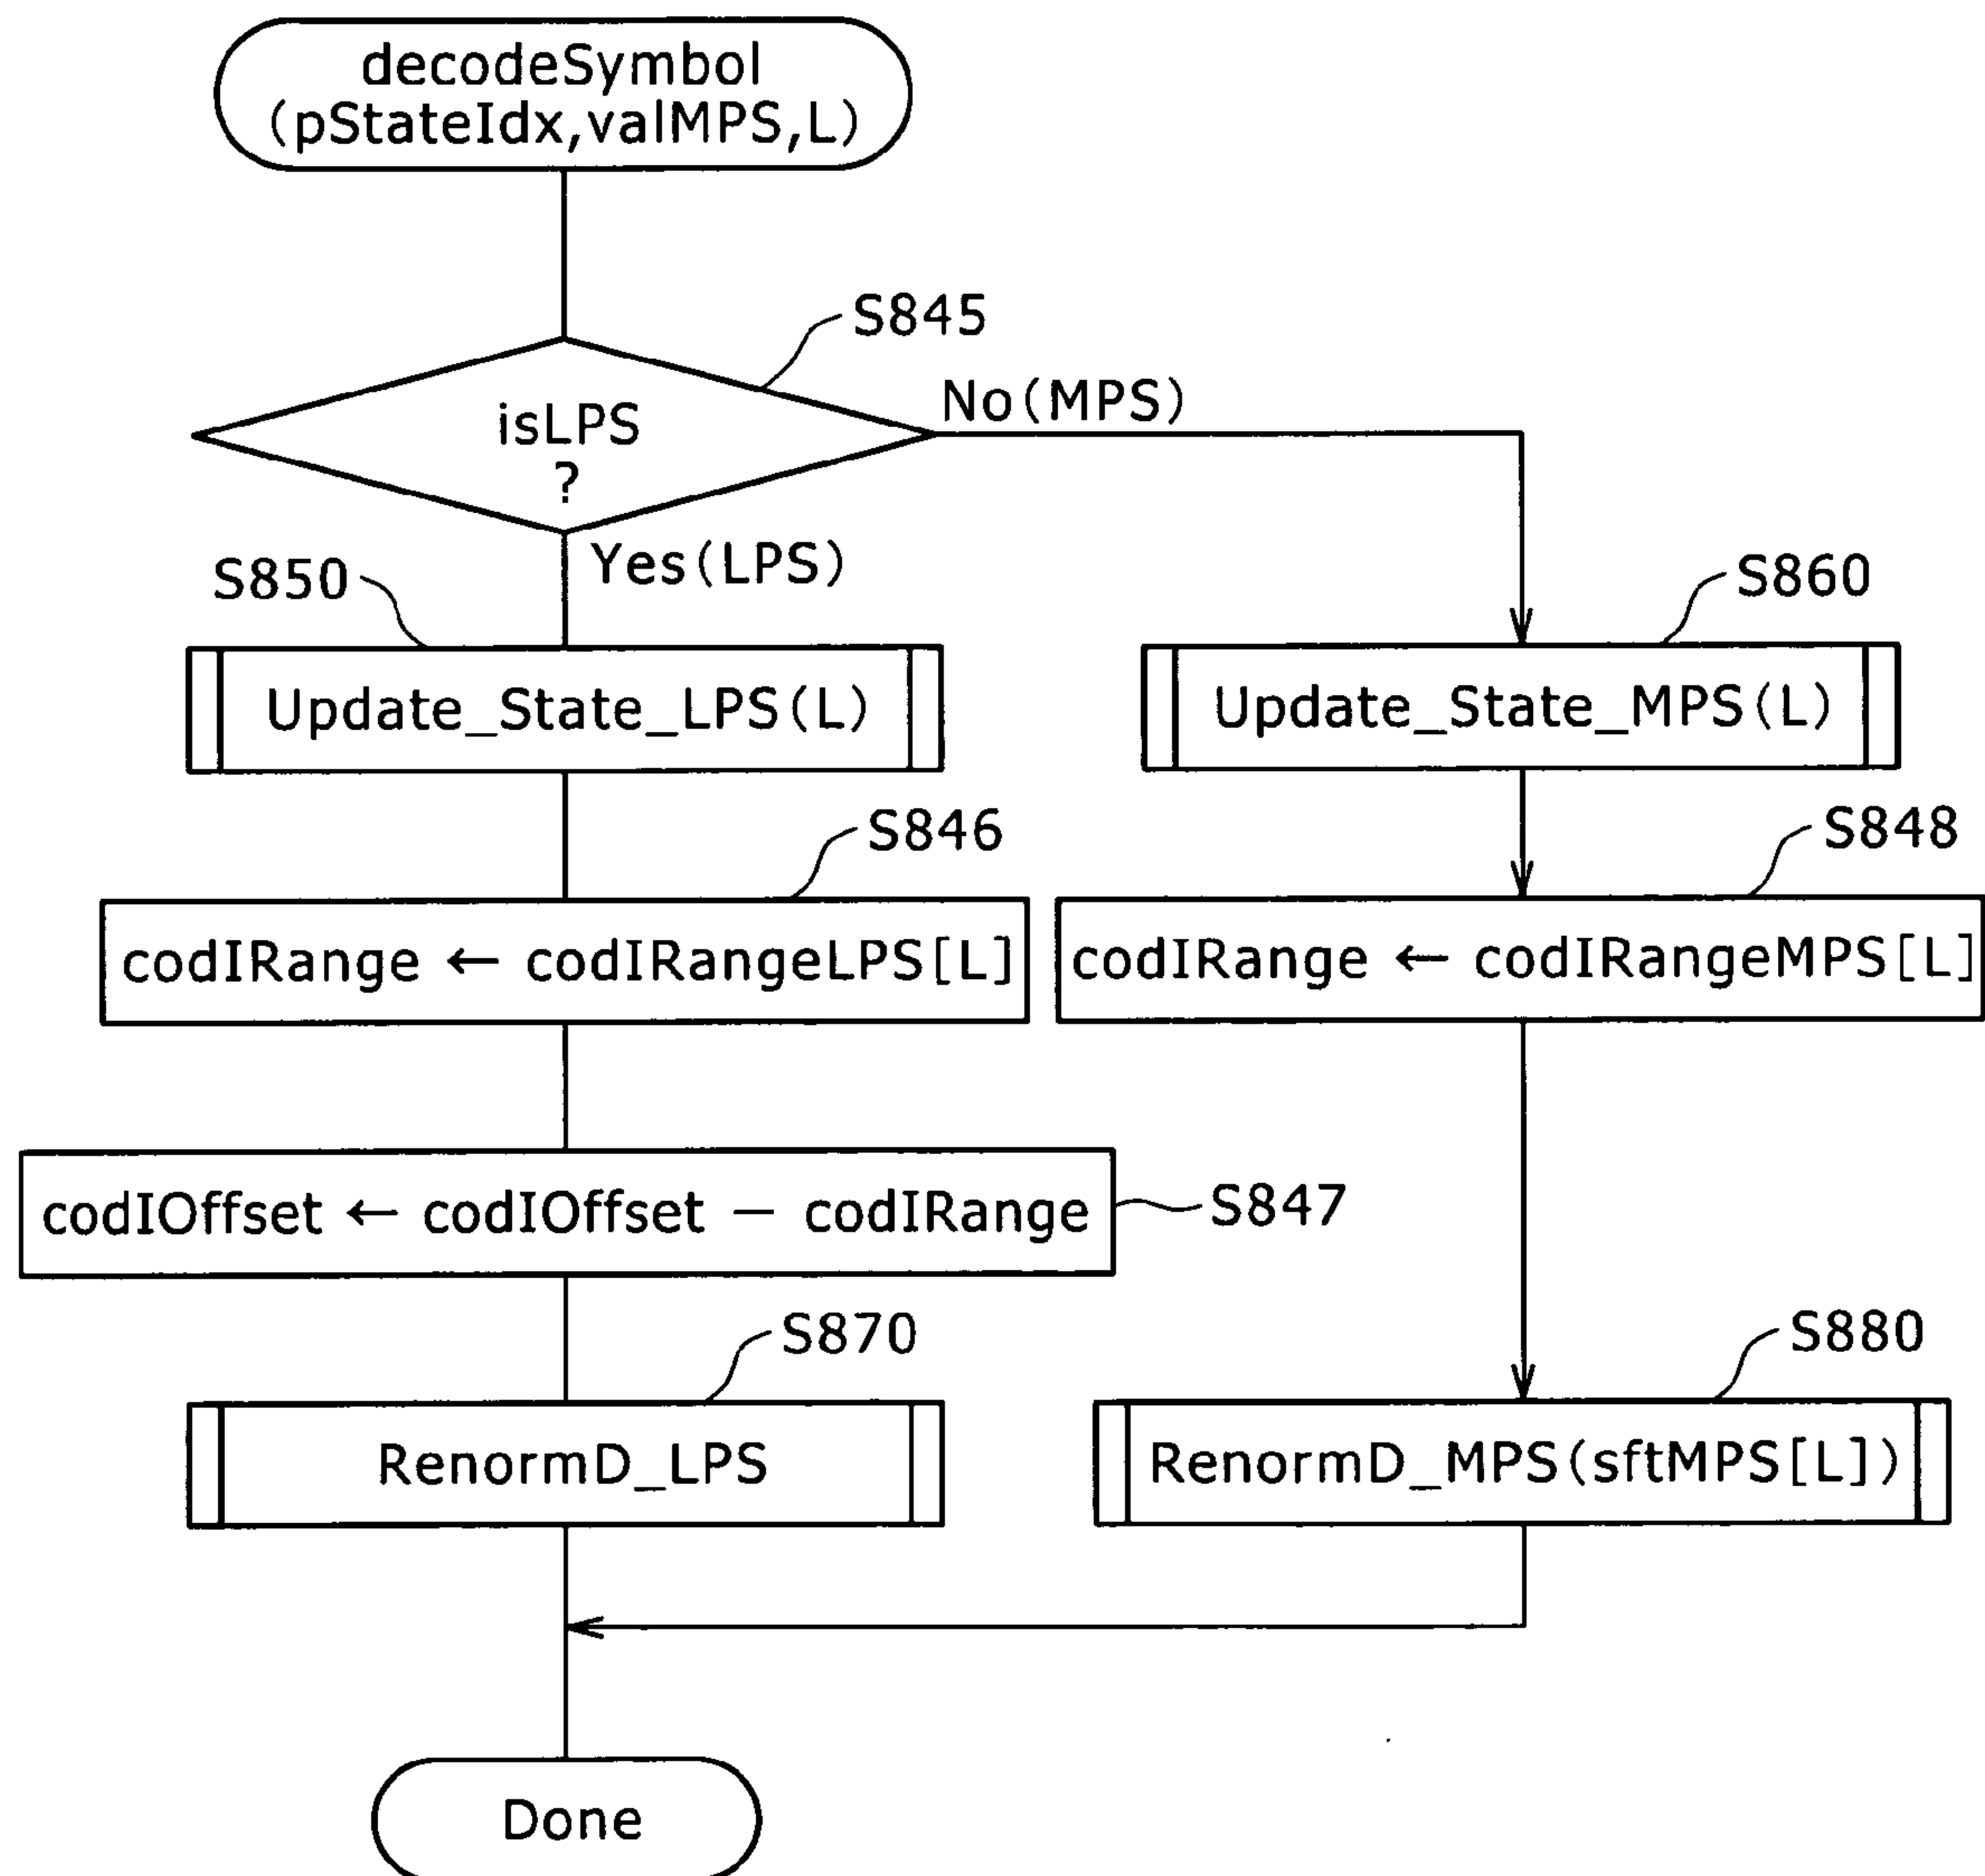 decodeSymbol
(pStateIdx,valMPS,L)
S845
isLPS
?
No(MPS)
Yes(LPS)
S850
Update_State_LPS(L)
S860
Update_State_MPS(L)
S846
codIRange ← codIRangeLPS[L]
S848
codIRange ← codIRangeMPS[L]
codIOffset ← codIOffset − codIRange
S847
S870
RenormD_LPS
S880
RenormD_MPS(sftMPS[L])
Done